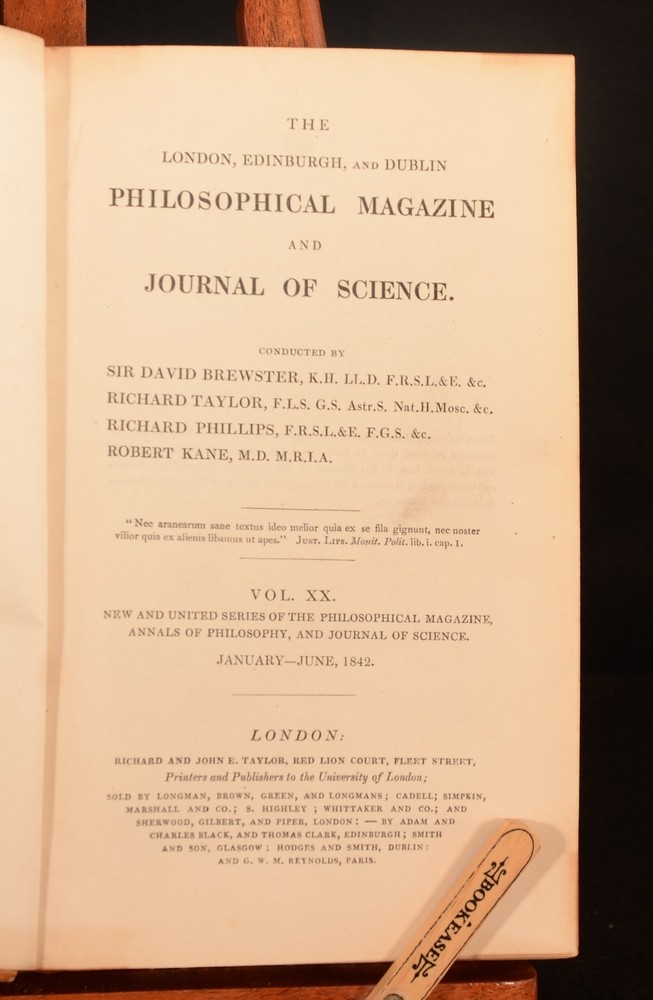 THE
LONDON, EDINBURGH, AND DUBLIN
PHILOSOPHICAL MAGAZINE
AND
JOURNAL OF SCIENCE.
CONDUCTED BY
SIR DAVID BREWSTER, K.H. LL.D. F.R.S.L.&E. &c.
RICHARD TAYLOR, F.L.S. G.S. Astr.S. Nat.H.Mosc. &c.
RICHARD PHILLIPS, F.R.S.L.&E. F.G.S. &c.
ROBERT KANE, M.D. M.R.I.A.
"Nec aranearum sane textus ideo melior quia ex se fila gignunt, nec noster
vilior quia ex alienis libamus ut apes." JUST. LIPS. Monit. Polit. lib. i. cap. 1.
VOL. XX.
NEW AND UNITED SERIES OF THE PHILOSOPHICAL MAGAZINE,
ANNALS OF PHILOSOPHY, AND JOURNAL OF SCIENCE.
JANUARY—JUNE, 1842.
LONDON:
RICHARD AND JOHN E. TAYLOR, RED LION COURT, FLEET STREET,
Printers and Publishers to the University of London;
SOLD BY LONGMAN, BROWN, GREEN, AND LONGMANS; CADELL; SIMPKIN,
MARSHALL AND CO.; S. HIGHLEY; WHITTAKER AND CO.; AND
SHERWOOD, GILBERT, AND PIPER, LONDON: — BY ADAM AND
CHARLES BLACK, AND THOMAS CLARK, EDINBURGH; SMITH
AND SON, GLASGOW; HODGES AND SMITH, DUBLIN:
AND G. W. M. REYNOLDS, PARIS.
BOOKEASE